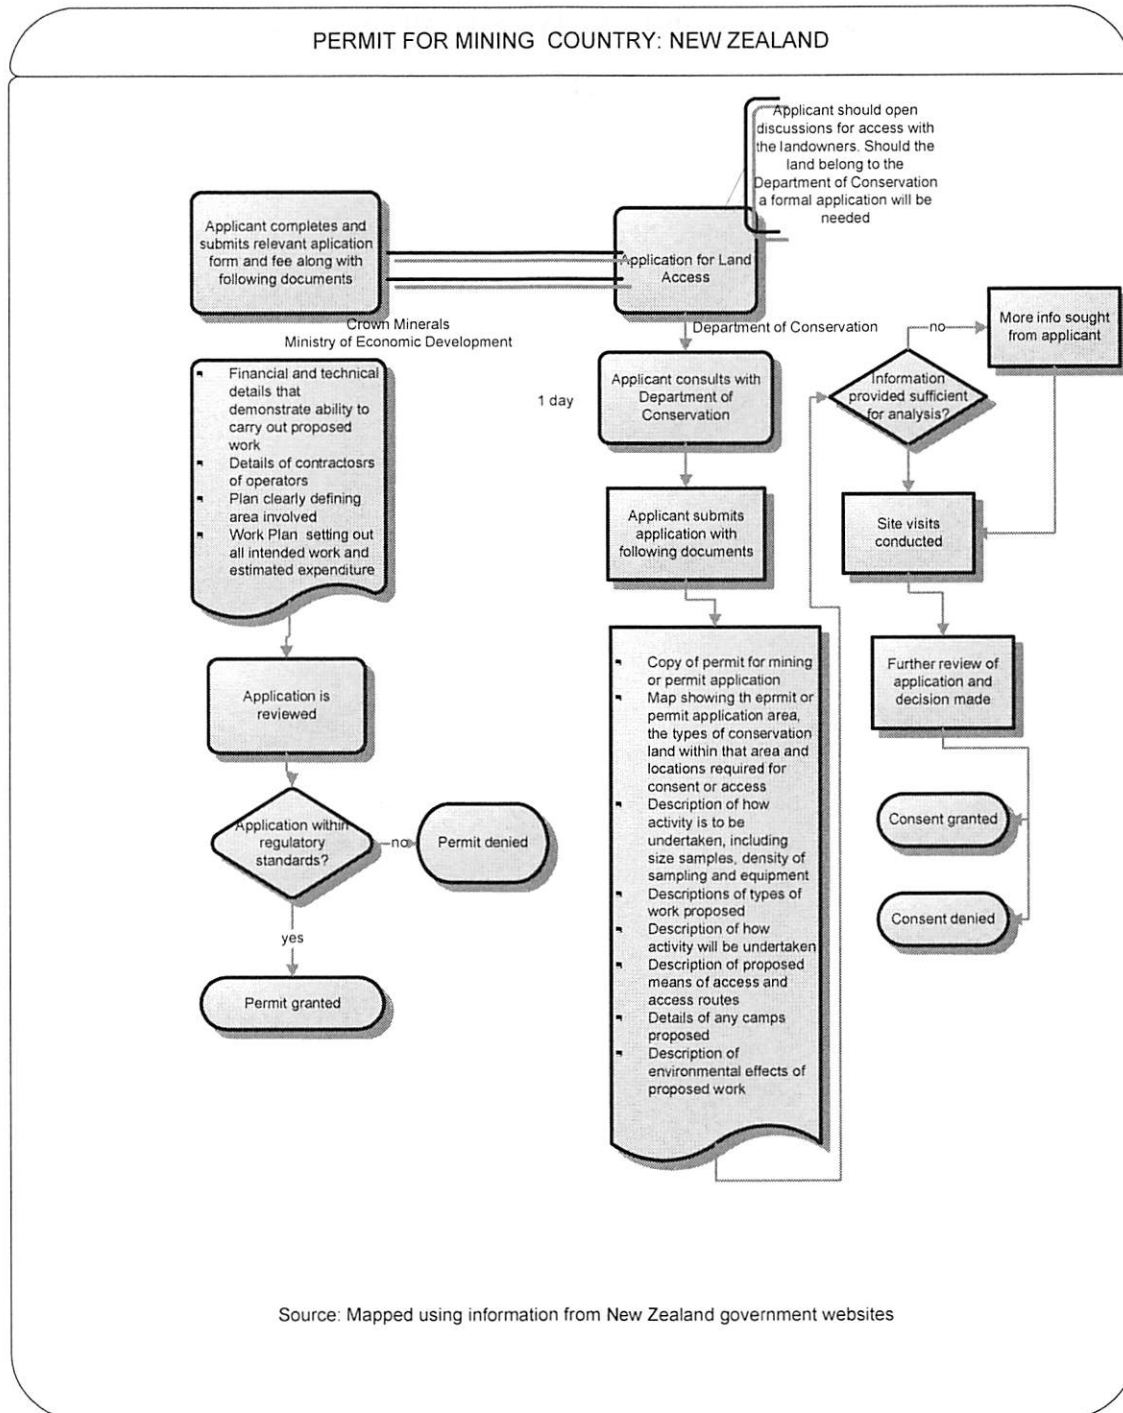 PERMIT FOR MINING COUNTRY: NEW ZEALAND
Applicant should open
discussions for access with
the landowners. Should the
land belong to the
Department of Conservation
a formal application will be
needed
Applicant completes and
submits relevant aplication
form and fee along with
following documents
Application for Land
Access
Crown Minerals
Ministry of Economic Development
Financial and technical
details that
demonstrate ability to
carry out proposed
work
Details of contractosrs
of operators
Plan clearly defining
area involved
Work Plan setting out
all intended work and
estimated expenditure
Application is
reviewed
Application within
regulatory
standards?
no
Permit denied
yes
Permit granted
Department of Conservation
1 day
Applicant consults with
Department of
Conservation
Applicant submits
application with
following documents
Copy of permit for mining
or permit application
Map showing th eprmit or
permit application area,
the types of conservation
land within that area and
locations required for
consent or access
Description of how
activity is to be
undertaken, including
size samples, density of
sampling and equipment
Descriptions of types of
work proposed
Description of how
activity will be undertaken
Description of proposed
means of access and
access routes
Details of any camps
proposed
Description of
environmental effects of
proposed work
Information
provided sufficient
for analysis?
no
More info sought
from applicant
Site visits
conducted
Further review of
application and
decision made
Consent granted
Consent denied
Source: Mapped using information from New Zealand government websites